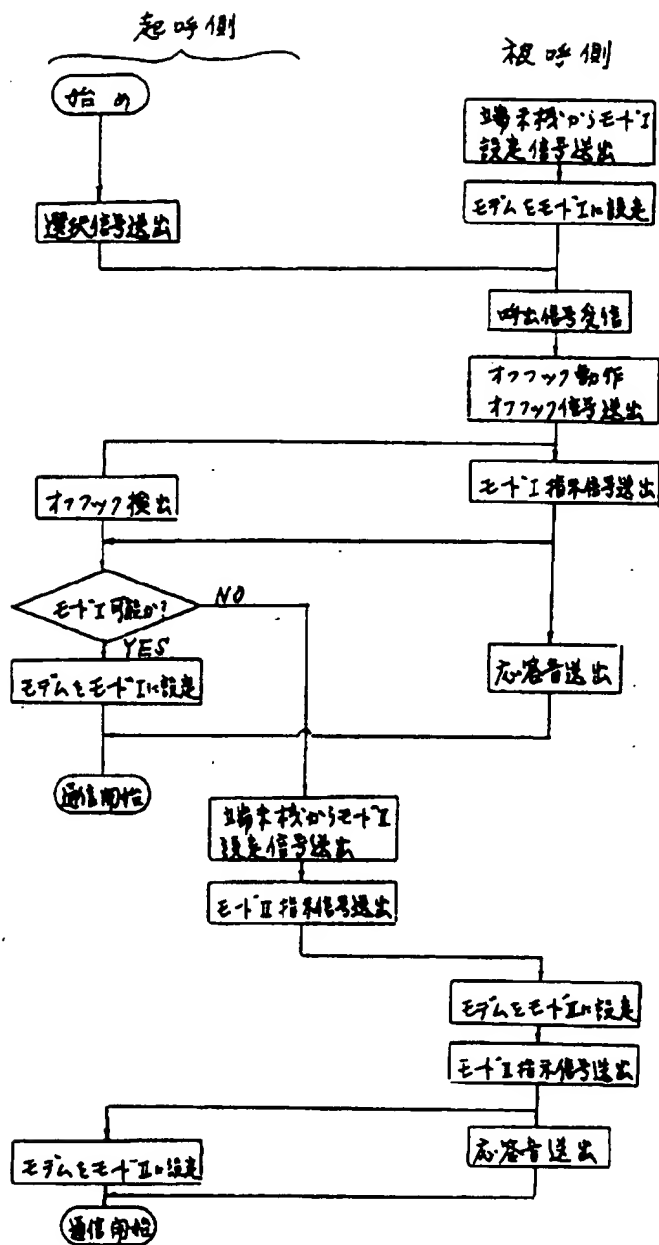 起呼側
被呼側
始め
端末機からモードI
設定信号送出
モデムをモードIに設定
選択信号送出
呼出信号受信
オフフック動作
オフフック信号送出
オフフック検出
モードI指示信号送出
モードI可能か?
NO
YES
モデムをモードIに設定
応答音送出
通信開始
端末機からモードII
設定信号送出
モードII指示信号送出
モデムをモードIIに設定
モードII指示信号送出
モデムをモードIIに設定
応答音送出
通信開始